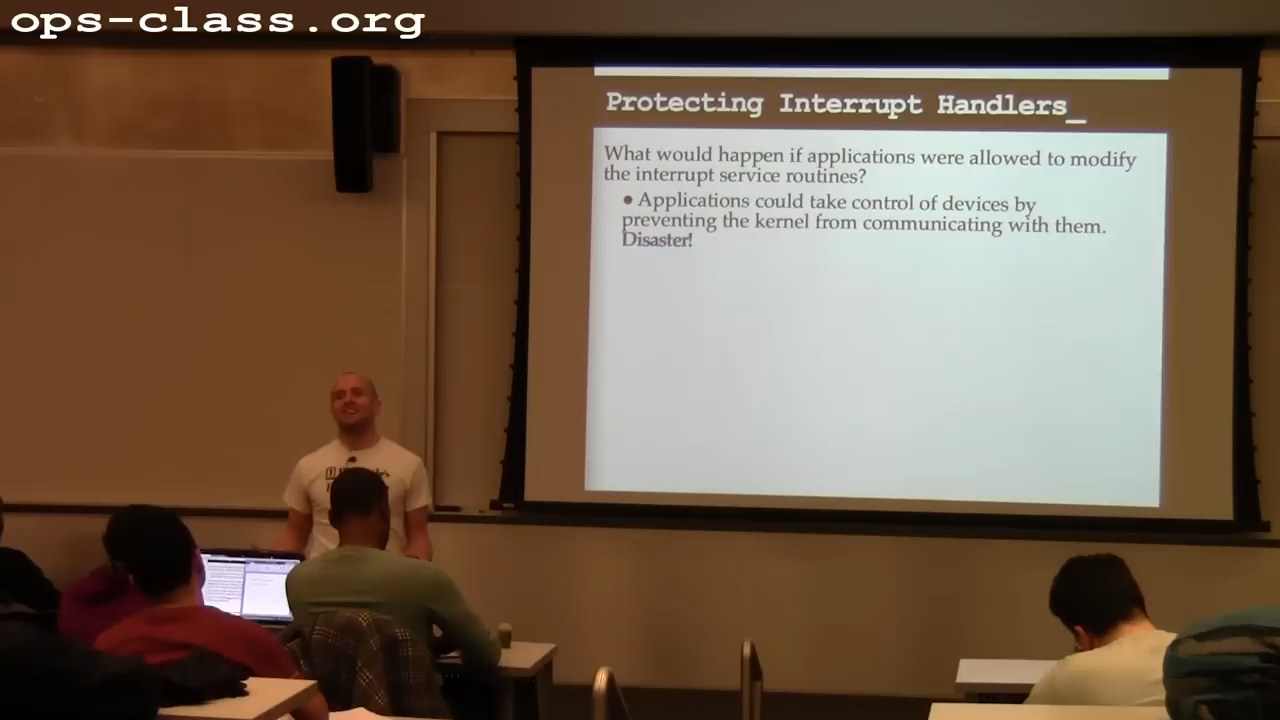 ops-class.org
Protecting Interrupt Handlers_
What would happen if applications were allowed to modify
the interrupt service routines?
● Applications could take control of devices by
preventing the kernel from communicating with them.
Disaster!